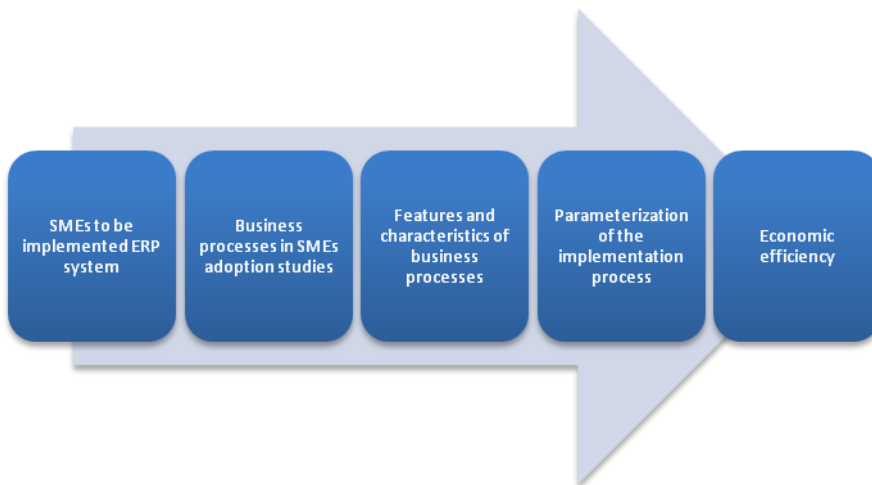 SMEs to be
implemented ERP
system
Business
processes in SMEs
adoption studies
Features and
characteristics of
business
processes
Parameterization
of the
implementation
process
Economic
efficiency